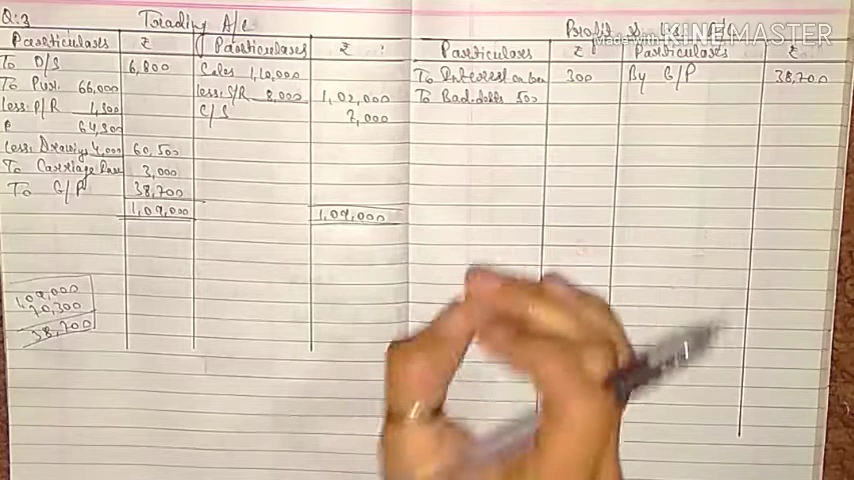 Q:3
Trading A/c
Particulars ₹ Particulars ₹
To O/S 6,800 Sales 1,10,000
To Pur. 66,000 less: S/R 8,000 1,02,000
less: P/R 1,500 C/S 7,000
64,500
less: Drawing 4,000 60,500
To Carriage 3,000
To G/P 38,700
1,09,000 1,09,000
1,09,000
70,300
38,700
Profit & A/c
Made With KINEMASTER
Particulars ₹ Particulars ₹
To Interest on 300 By G/P 38,700
To Bad debts 500